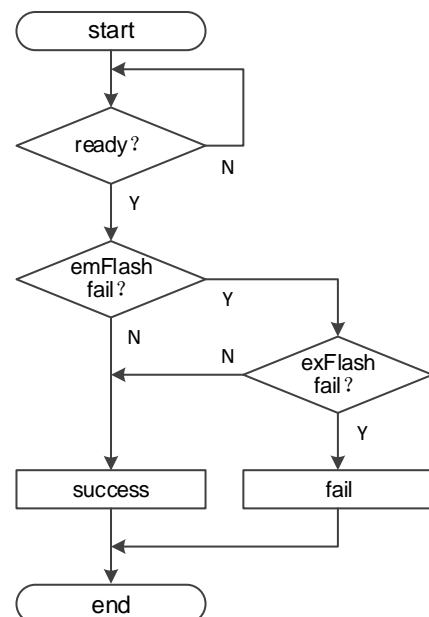 start
ready？
N
Y
emFlash
fail？
Y
N
N
exFlash
fail？
Y
success
fail
end